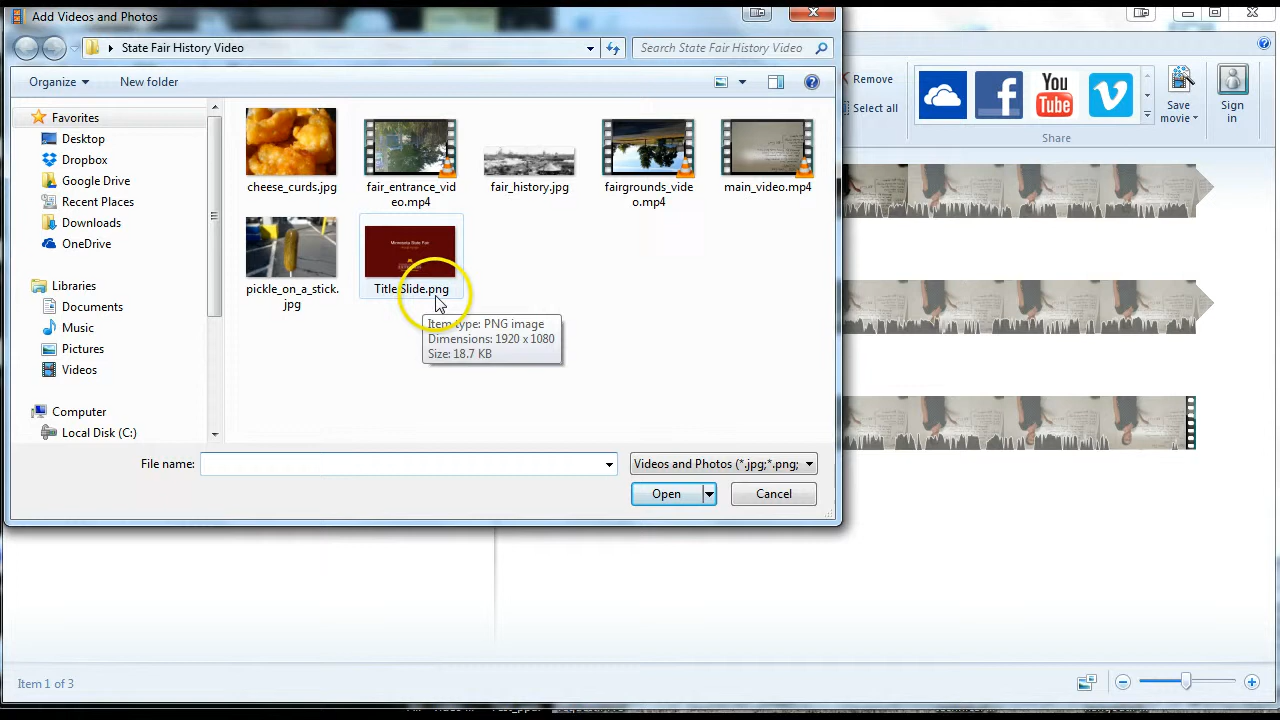 Add Videos and Photos
State Fair History Video
Search State Fair History Video
Organize
New folder
Remove
Select all
You
Tube
Save
movie
Sign
in
Share
Favorites
Desktop
Dropbox
Google Drive
Recent Places
Downloads
OneDrive
Libraries
Documents
Music
Pictures
Videos
Computer
Local Disk (C:)
cheese_curds.jpg
fair_entrance_vid
eo.mp4
fair_history.jpg
fairgrounds_vide
o.mp4
main_video.mp4
pickle_on_a_stick.
jpg
Minnesota State Fair
Title Slide.png
Item type: PNG image
Dimensions: 1920 x 1080
Size: 18.7 KB
File name:
Videos and Photos (*.jpg;*.png;
Open
Cancel
Item 1 of 3